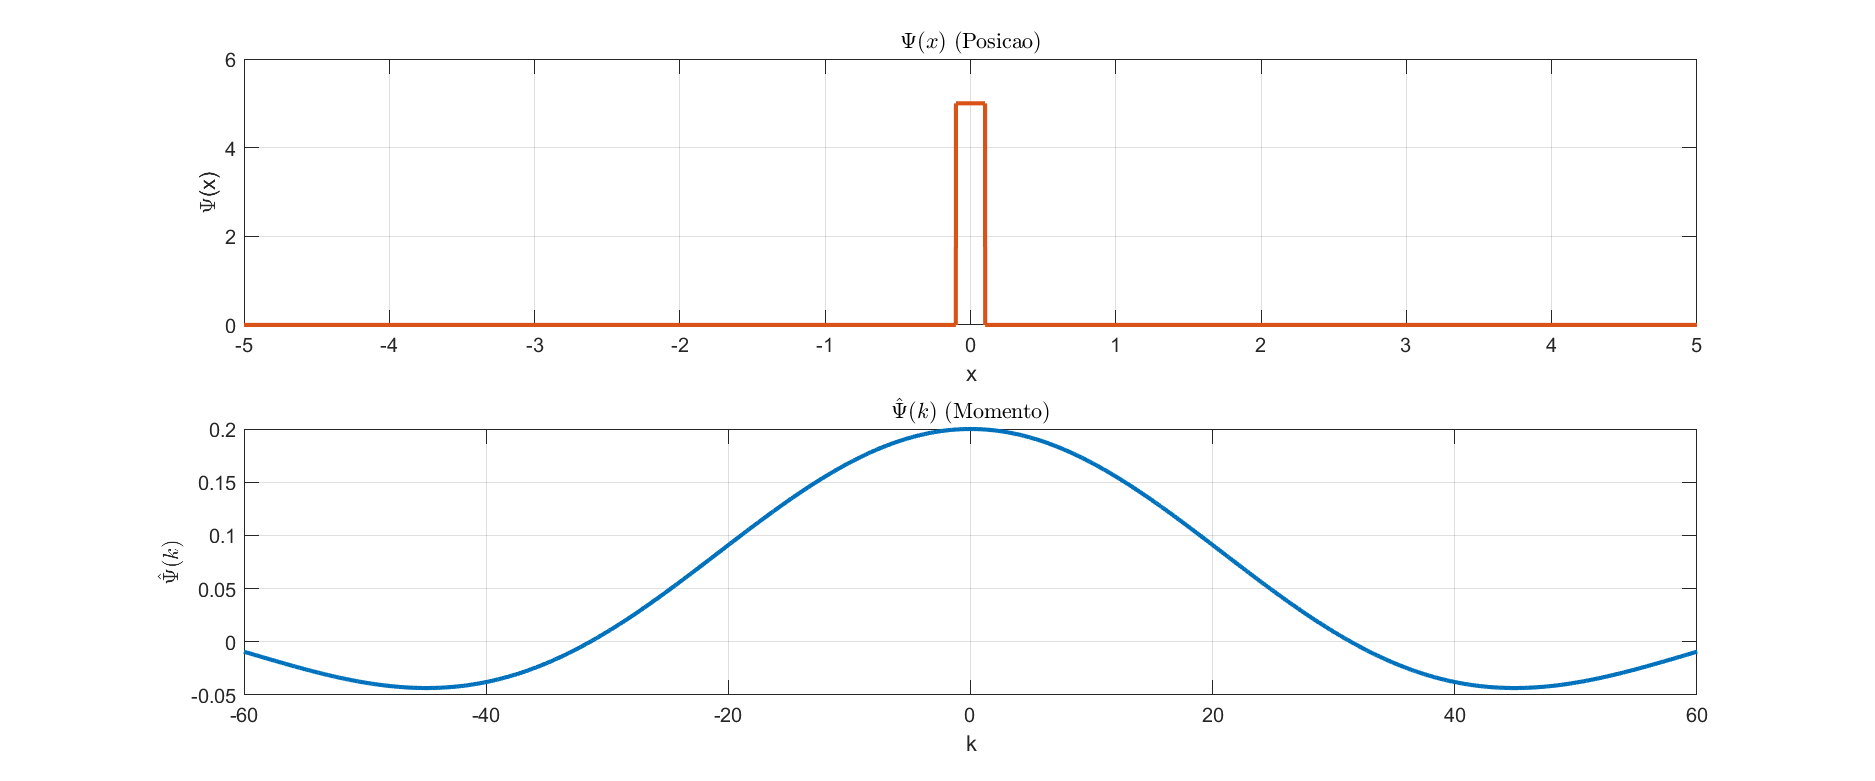 Ψ(x) (Posicao)
6
4
2
0
Ψ(x)
-5 -4 -3 -2 -1 0 1 2 3 4 5
x
Ψ̂(k) (Momento)
0.2
0.15
0.1
0.05
0
-0.05
Ψ̂(k)
-60 -40 -20 0 20 40 60
k